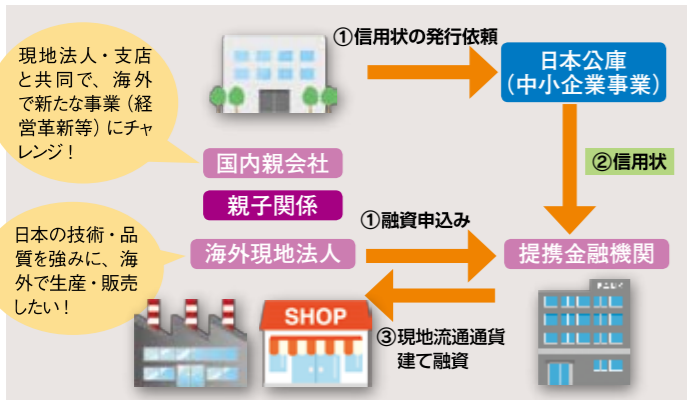 現地法人・支店
と共同で、海外
で新たな事業（経
営革新等）にチャ
レンジ！
①信用状の発行依頼
日本公庫
（中小企業事業）
国内親会社
②信用状
親子関係
日本の技術・品
質を強みに、海
外で生産・販売
したい！
①融資申込み
海外現地法人
提携金融機関
SHOP
③現地流通通貨
建て融資